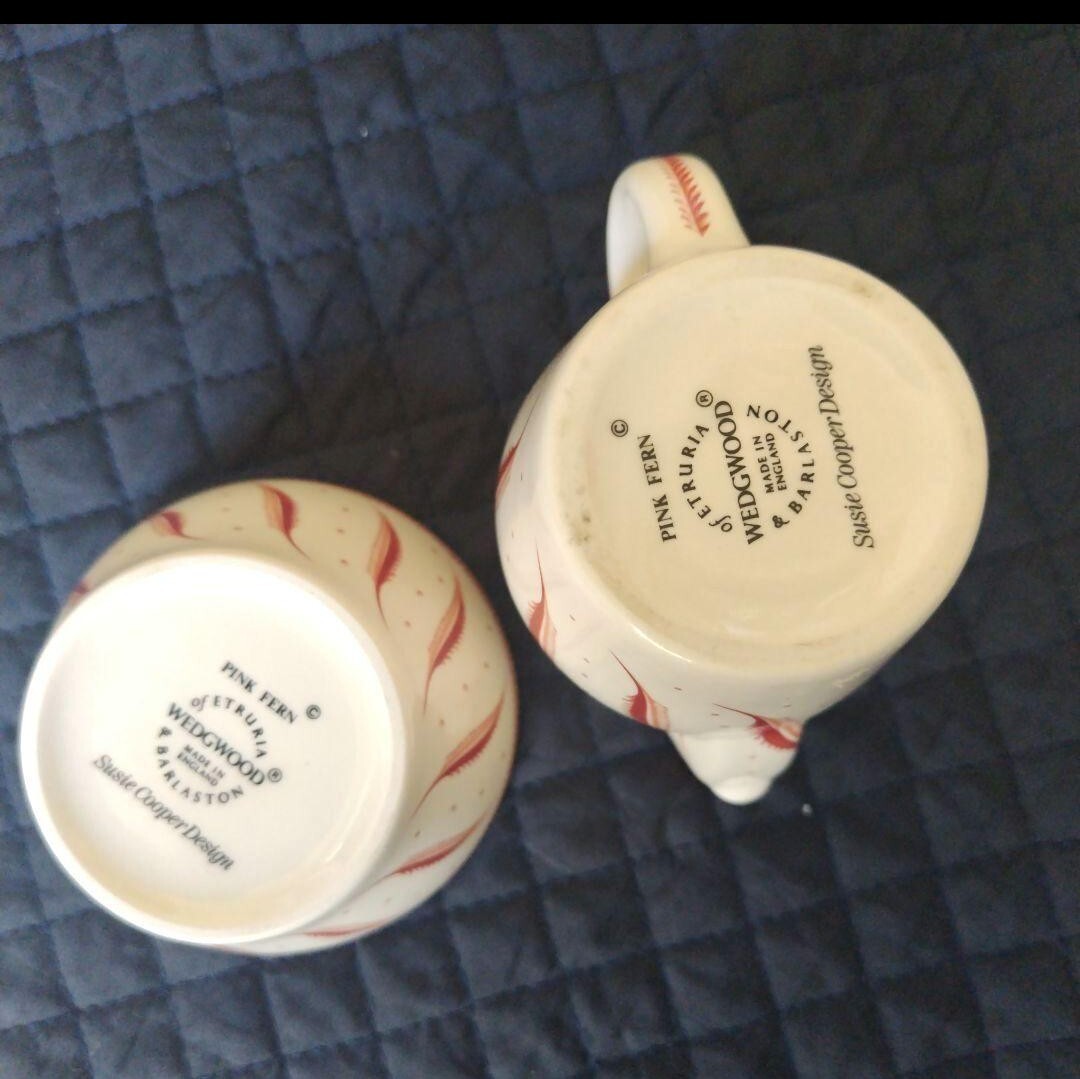 PINK FERN ©
of ETRURIA
WEDGWOOD ®
MADE IN
ENGLAND
& BARLASTON
Susie Cooper Design
PINK FERN ©
of ETRURIA
WEDGWOOD ®
MADE IN
ENGLAND
& BARLASTON
Susie Cooper Design